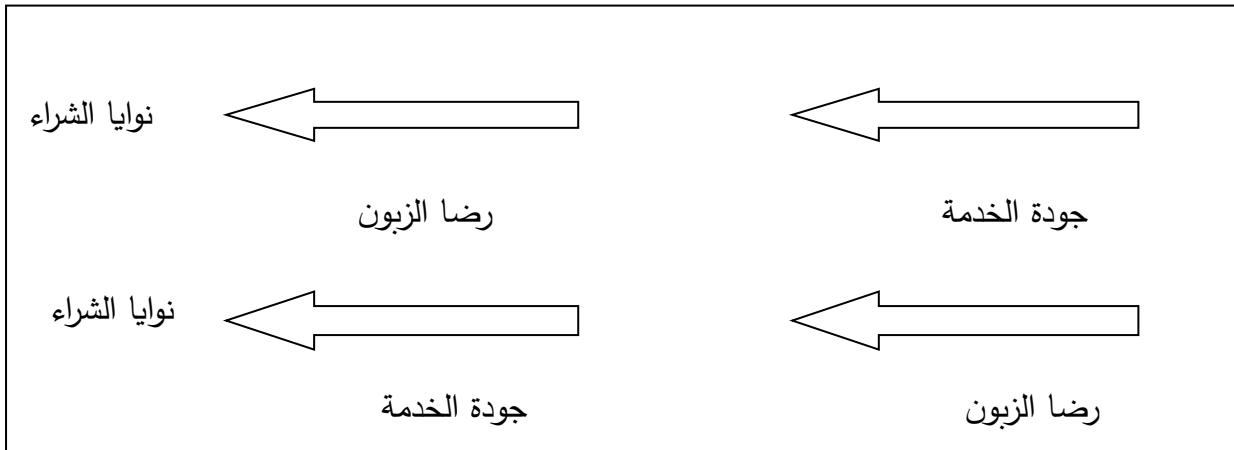 نوايا الشراء
جودة الخدمة رضا الزبون
نوايا الشراء
رضا الزبون جودة الخدمة